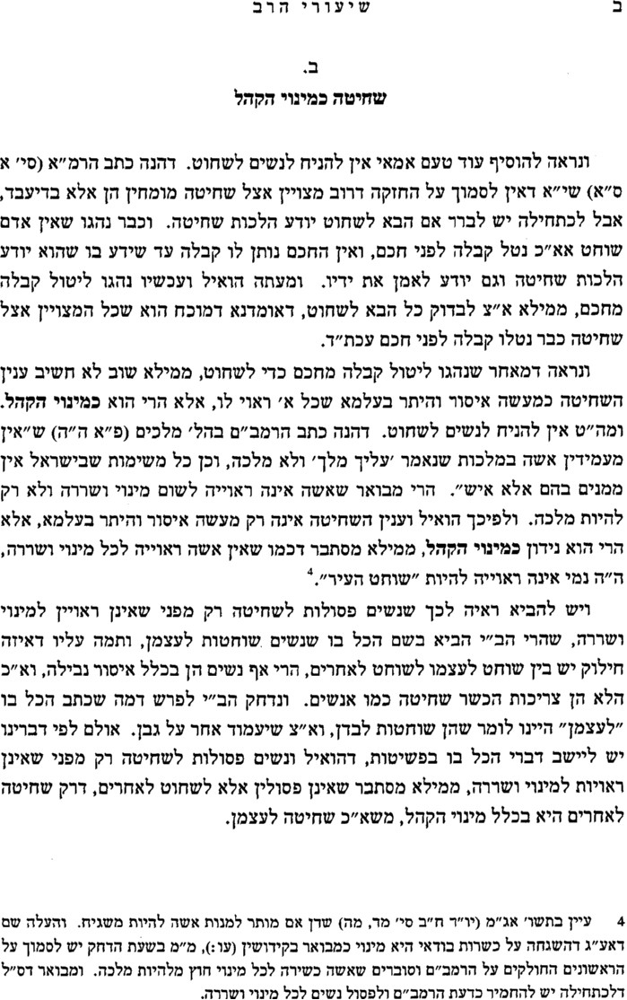 ב
שיעורי הרב
ב.
שחיטה כמינוי הקהל
ונראה להוסיף עוד טעם אמאי אין להניח לנשים לשחוט. דהנה כתב הרמ״א (סי׳ א
ס״א) שי״א דאין לסמוך על החזקה דרוב מצויין אצל שחיטה מומחין הן אלא בדיעבד,
אבל לכתחילה יש לברר אם הבא לשחוט יודע הלכות שחיטה. וכבר נהגו שאין אדם
שוחט אא״כ נטל קבלה לפני חכם, ואין החכם נותן לו קבלה עד שידע בו שהוא יודע
הלכות שחיטה וגם יודע לאמן את ידיו. ומעתה הואיל ועכשיו נהגו ליטול קבלה
מחכם, ממילא א״צ לבדוק כל הבא לשחוט, דאומדנא דמוכח הוא שכל המצויין אצל
שחיטה כבר נטלו קבלה לפני חכם עכת״ד.
ונראה דמאחר שנהגו ליטול קבלה מחכם כדי לשחוט, ממילא שוב לא חשיב ענין
השחיטה כמעשה איסור והיתר בעלמא שכל א׳ ראוי לו, אלא הרי הוא כמינוי הקהל.
ומה״ט אין להניח לנשים לשחוט. דהנה כתב הרמב״ם בהל׳ מלכים (פ״א ה״ה) ש״אין
מעמידין אשה במלכות שנאמר ׳עליך מלך׳ ולא מלכה, וכן כל משימות שבישראל אין
ממנים בהם אלא איש״. הרי מבואר שאשה אינה ראוייה לשום מינוי ושררה ולא רק
להיות מלכה. ולפיכך הואיל וענין השחיטה אינה רק מעשה איסור והיתר בעלמא, אלא
הרי הוא נידון כמינוי הקהל, ממילא מסתבר דכמו שאין אשה ראוייה לכל מינוי ושררה,
ה״ה נמי אינה ראוייה להיות ״שוחט העיר״.4
ויש להביא ראיה לכך שנשים פסולות לשחיטה רק מפני שאינן ראויין למינוי
ושררה, שהרי הב״י הביא בשם הכל בו שנשים שוחטות לעצמן, ותמה עליו דאיזה
חילוק יש בין שוחט לעצמו לשוחט לאחרים, הרי אף נשים הן בכלל איסור נבילה, וא״כ
הלא הן צריכות הכשר שחיטה כמו אנשים. ונדחק הב״י לפרש דמה שכתב הכל בו
״לעצמן״ היינו לומר שהן שוחטות לבדן, וא״צ שיעמוד אחר על גבן. אולם לפי דברינו
יש ליישב דברי הכל בו בפשיטות, דהואיל ונשים פסולות לשחיטה רק מפני שאינן
ראויות למינוי ושררה, ממילא מסתבר שאינן פסולין אלא לשחוט לאחרים, דרק שחיטה
לאחרים היא בכלל מינוי הקהל, משא״כ שחיטה לעצמן.
4 עיין בתשו׳ אג״מ (יו״ד ח״ב סי׳ מד, מה) שדן אם מותר למנות אשה להיות משגיח. והעלה שם
דאע״ג דהשגחה על כשרות בודאי היא מינוי כמבואר בקידושין (עו:), מ״מ בשעת הדחק יש לסמוך על
הראשונים החולקים על הרמב״ם וסוברים שאשה כשירה לכל מינוי חוץ מלהיות מלכה. ומבואר דס״ל
דלכתחילה יש להחמיר כדעת הרמב״ם ולפסול נשים לכל מינוי ושררה.